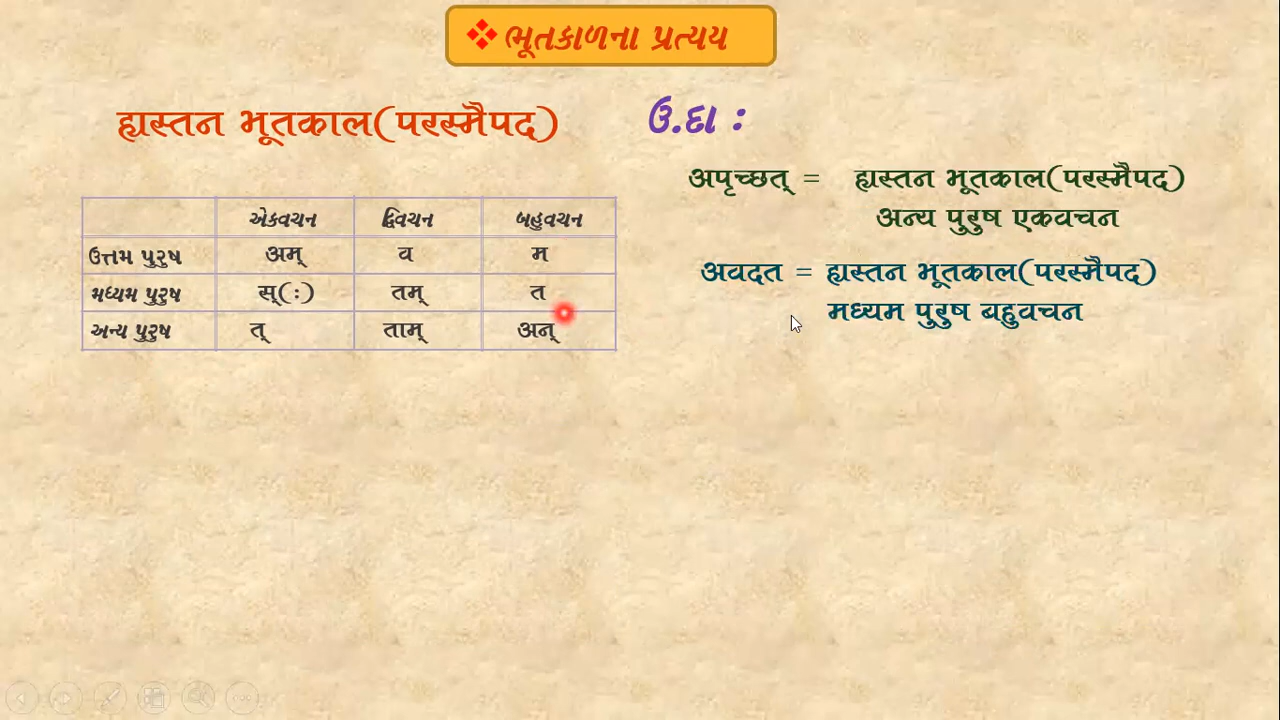 ❖ ભૂતકાળના પ્રત્યય
ह्यस्तन भूतकाल(परस्मैपद)
એકવચન દ્વિવચન બહુવચન
ઉત્તમ પુરુષ अम् व म
મધ્યમ પુરુષ स्(ः) तम् त
અન્ય પુરુષ त् ताम् अन्
ઉ.દા :
अपृच्छत् = ह्यस्तन भूतकाल(परस्मैपद)
अन्य पुरुष एकवचन
अवदत = ह्यस्तन भूतकाल(परस्मैपद)
मध्यम पुरुष बहुवचन